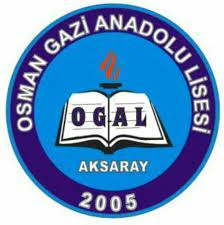 OSMAN GAZİ ANADOLU LİSESİ
OGAL
AKSARAY
2005